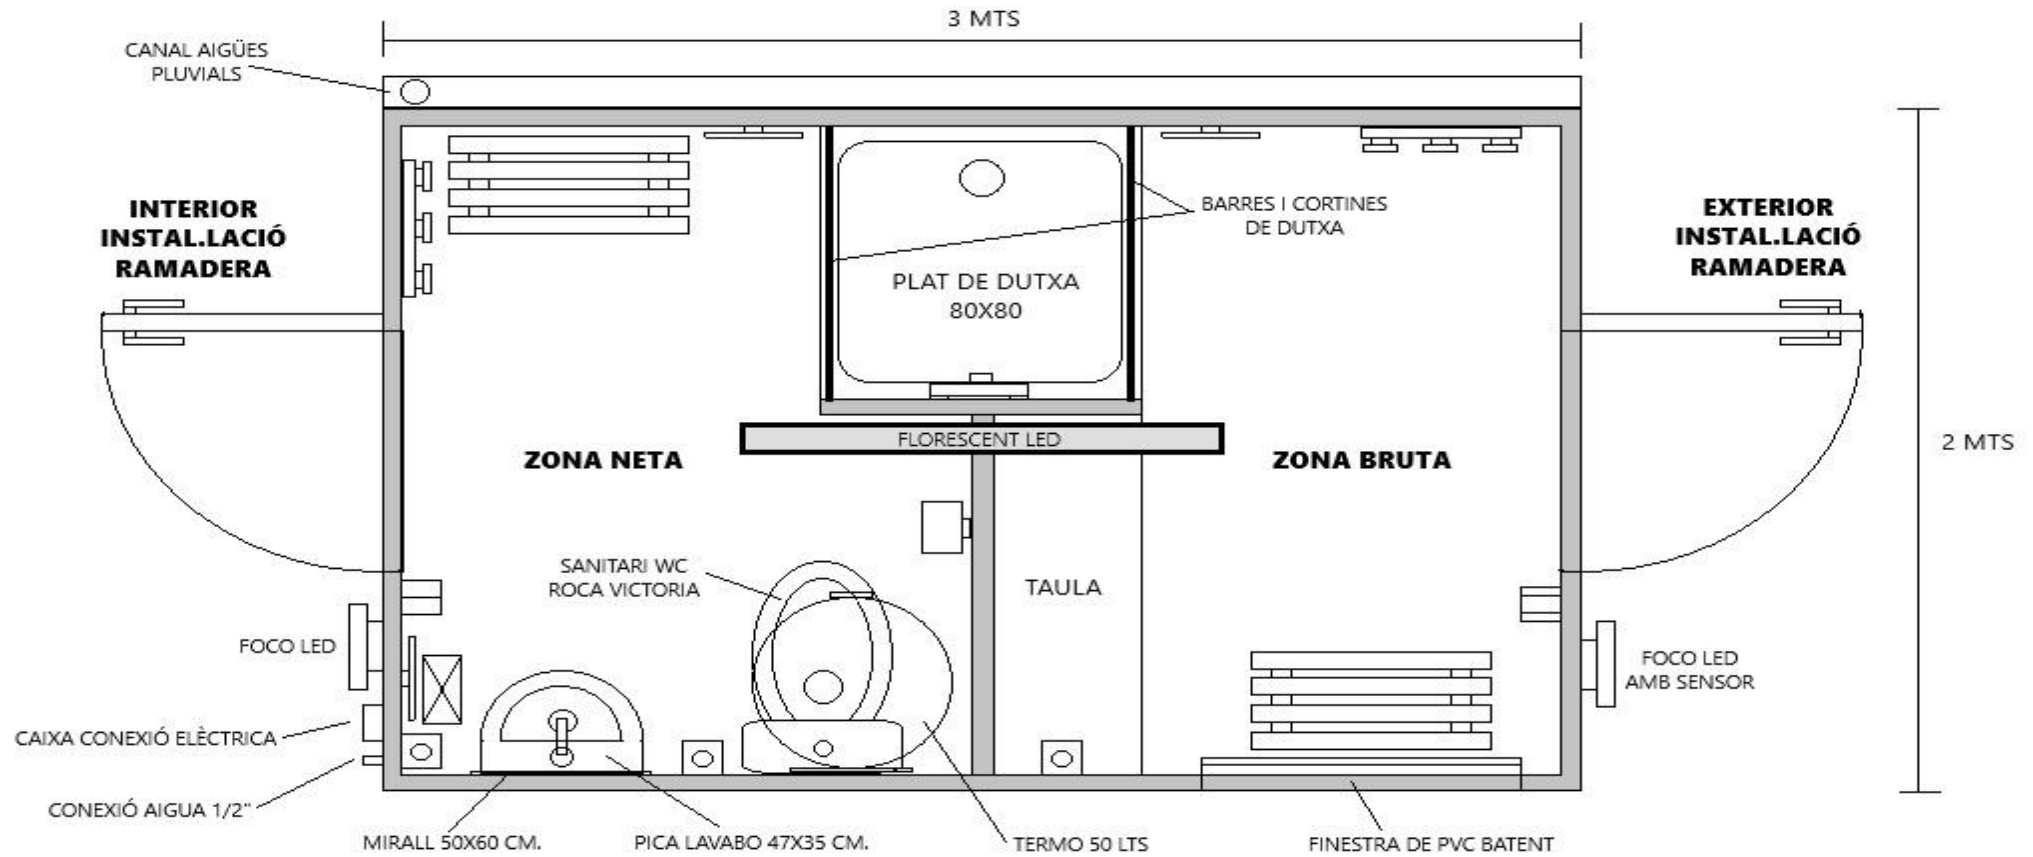 3 MTS
CANAL AIGÜES
PLUVIALS
INTERIOR
INSTAL.LACIÓ
RAMADERA
BARRES I CORTINES
DE DUTXA
EXTERIOR
INSTAL.LACIÓ
RAMADERA
PLAT DE DUTXA
80X80
FLORESCENT LED
ZONA NETA
ZONA BRUTA
2 MTS
SANITARI WC
ROCA VICTORIA
TAULA
FOCO LED
FOCO LED
AMB SENSOR
CAIXA CONEXIÓ ELÈCTRICA
CONEXIÓ AIGUA 1/2"
MIRALL 50X60 CM.
PICA LAVABO 47X35 CM.
TERMO 50 LTS
FINESTRA DE PVC BATENT